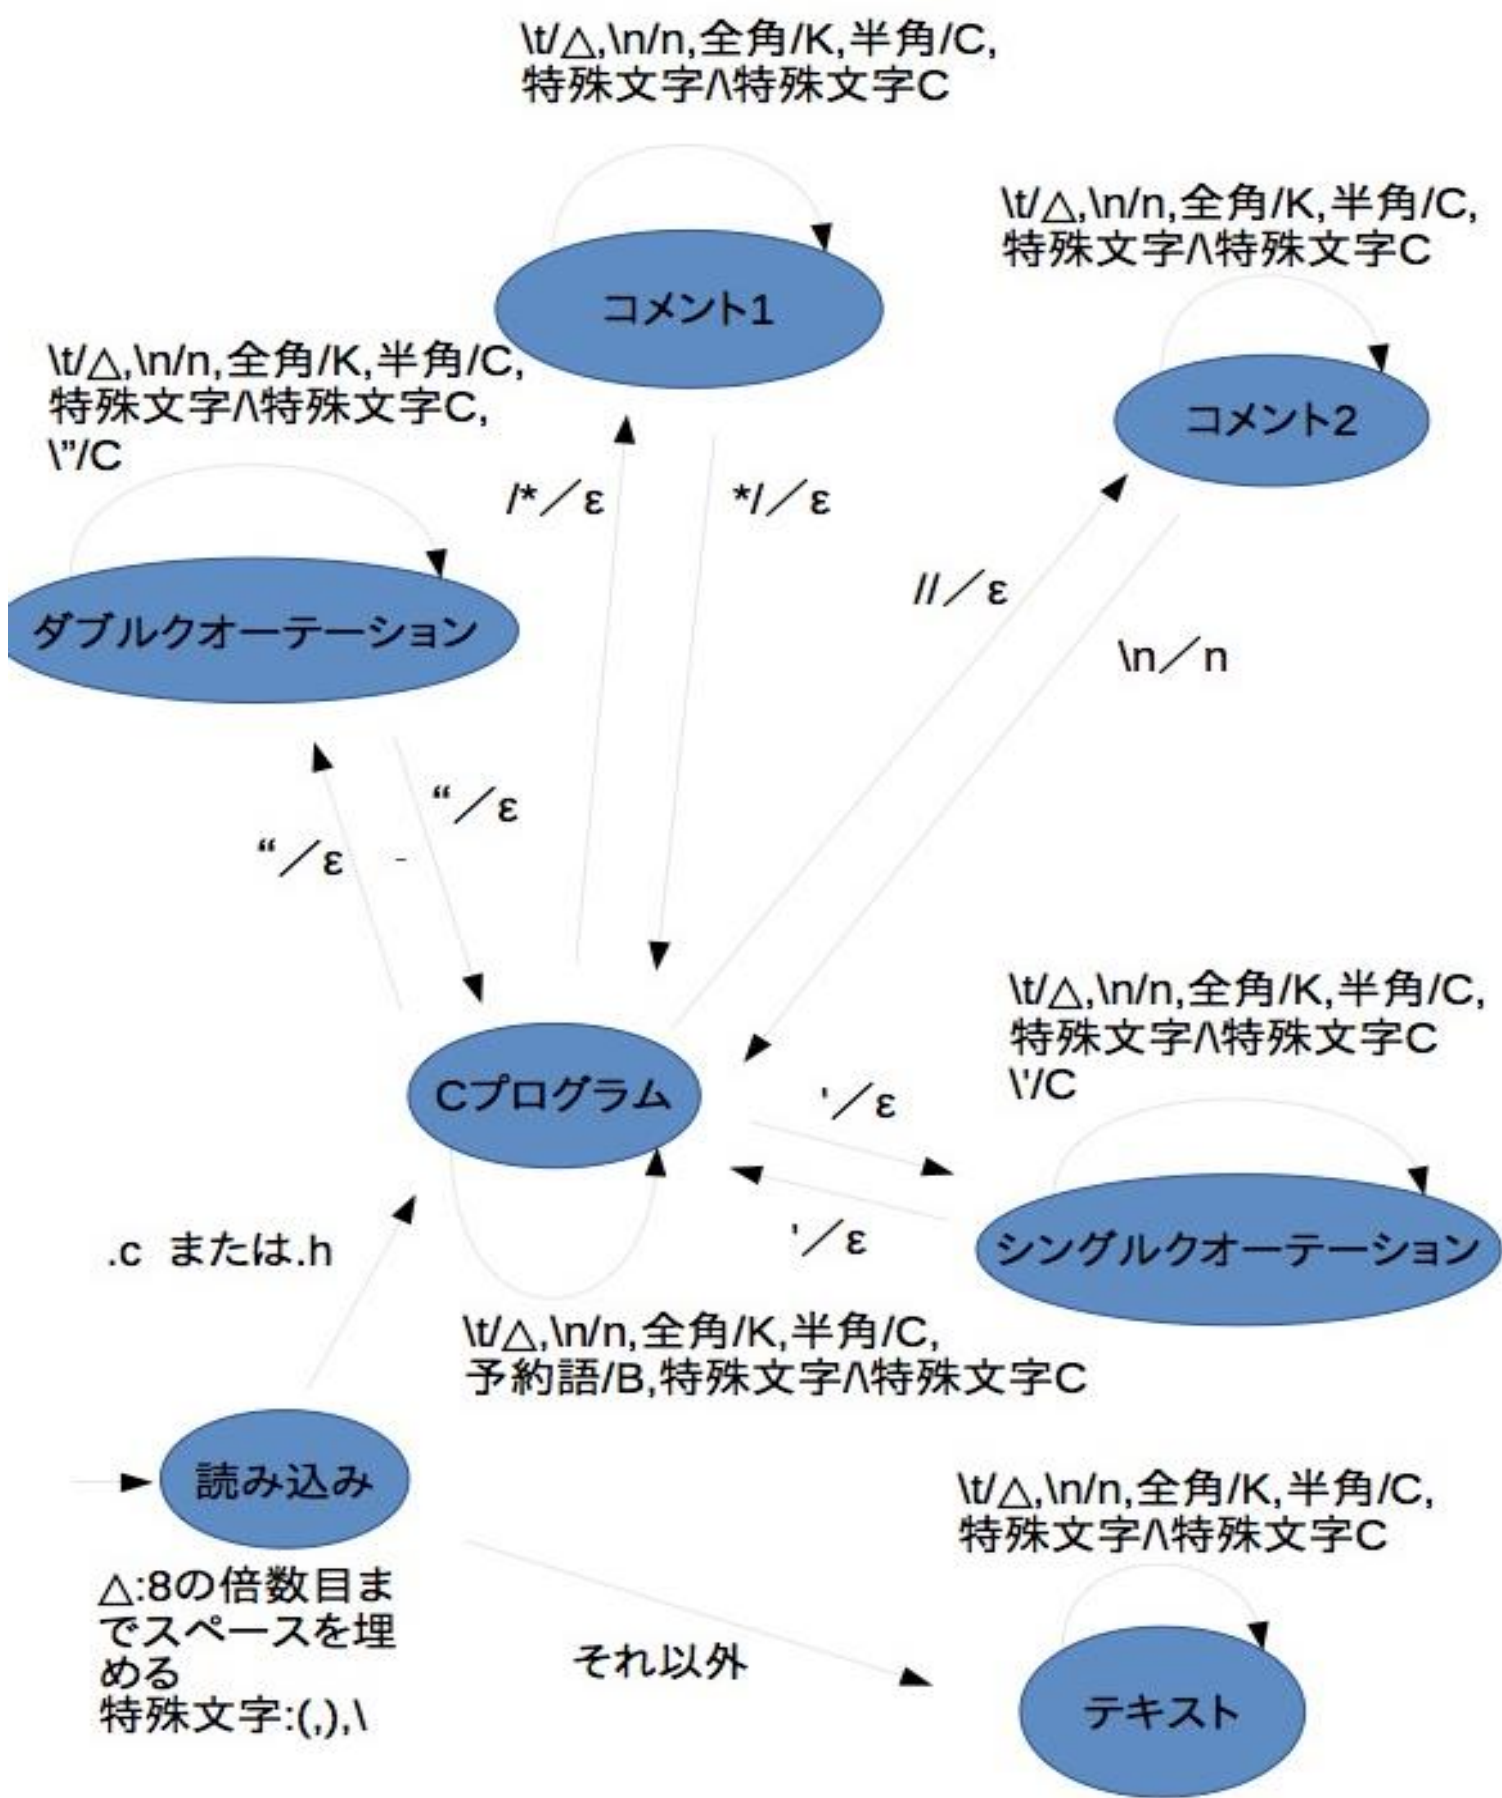 \t/△,\n/n,全角/K,半角/C,
特殊文字/\特殊文字C
\t/△,\n/n,全角/K,半角/C,
特殊文字/\特殊文字C
コメント1
\t/△,\n/n,全角/K,半角/C,
特殊文字/\特殊文字C,
\”/C
コメント2
/*／ε
*/／ε
ダブルクオーテーション
//／ε
\n／n
“／ε
“／ε
\t/△,\n/n,全角/K,半角/C,
特殊文字/\特殊文字C
\'/C
Cプログラム
'／ε
'／ε
シングルクオーテーション
.c または.h
\t/△,\n/n,全角/K,半角/C,
予約語/B,特殊文字/\特殊文字C
読み込み
\t/△,\n/n,全角/K,半角/C,
特殊文字/\特殊文字C
△:8の倍数目ま
でスペースを埋
める
特殊文字:(,),\
それ以外
テキスト